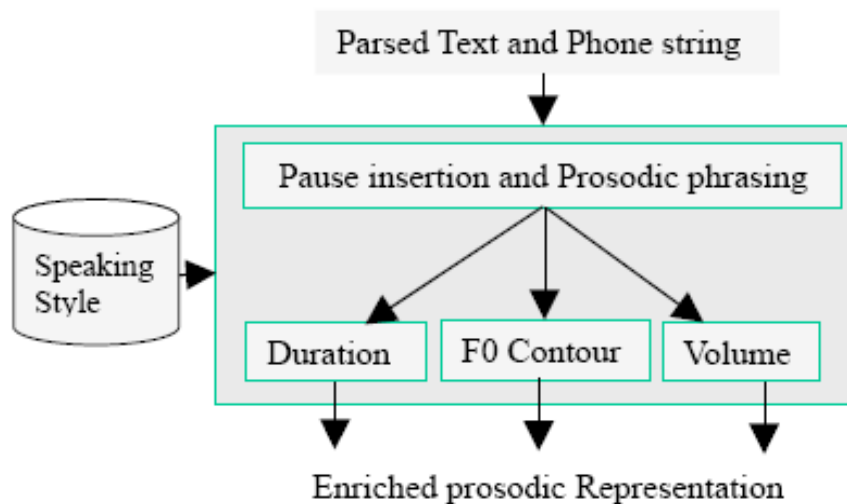 Parsed Text and Phone string
Pause insertion and Prosodic phrasing
Speaking
Style
Duration
F0 Contour
Volume
Enriched prosodic Representation